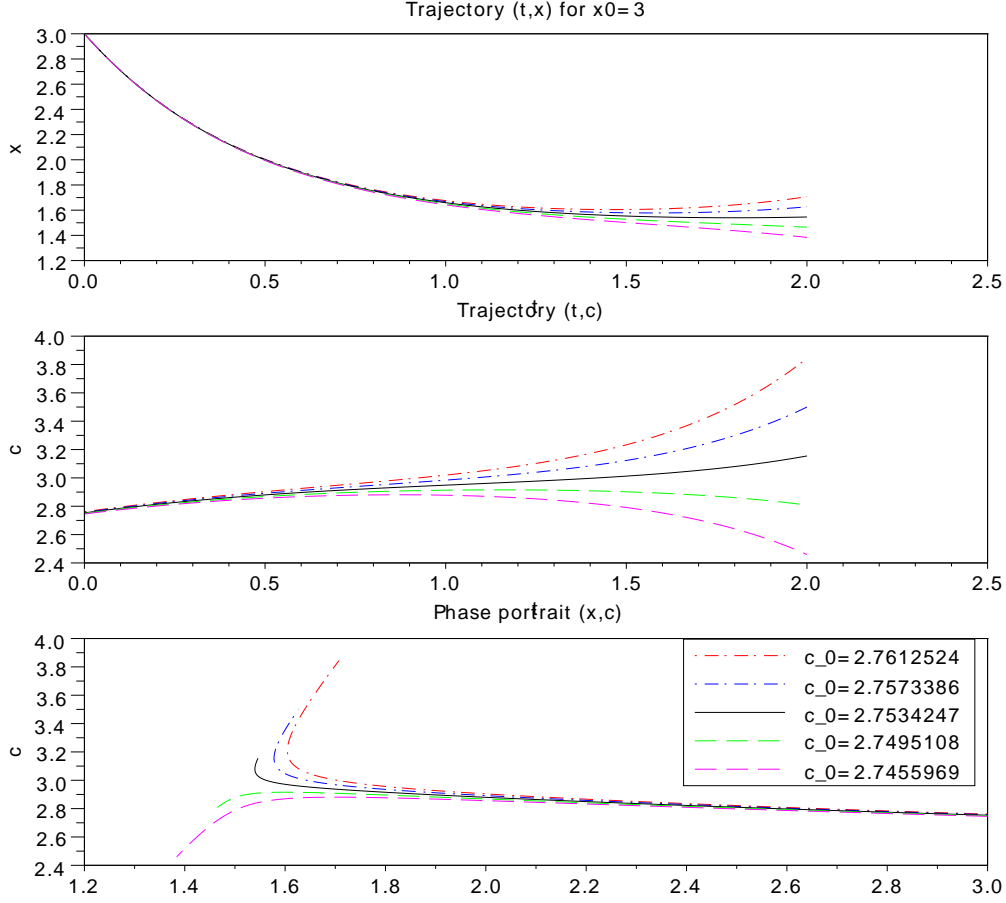 Trajectory (t,x) for x0=3
3.0
2.8
2.6
2.4
2.2
2.0
1.8
1.6
1.4
1.2
x
0.0 0.5 1.0 1.5 2.0 2.5
t
Trajectory (t,c)
4.0
3.8
3.6
3.4
3.2
3.0
2.8
2.6
2.4
c
0.0 0.5 1.0 1.5 2.0 2.5
t
Phase portrait (x,c)
4.0
3.8
3.6
3.4
3.2
3.0
2.8
2.6
2.4
c
c_0=2.7612524
c_0=2.7573386
c_0=2.7534247
c_0=2.7495108
c_0=2.7455969
1.2 1.4 1.6 1.8 2.0 2.2 2.4 2.6 2.8 3.0